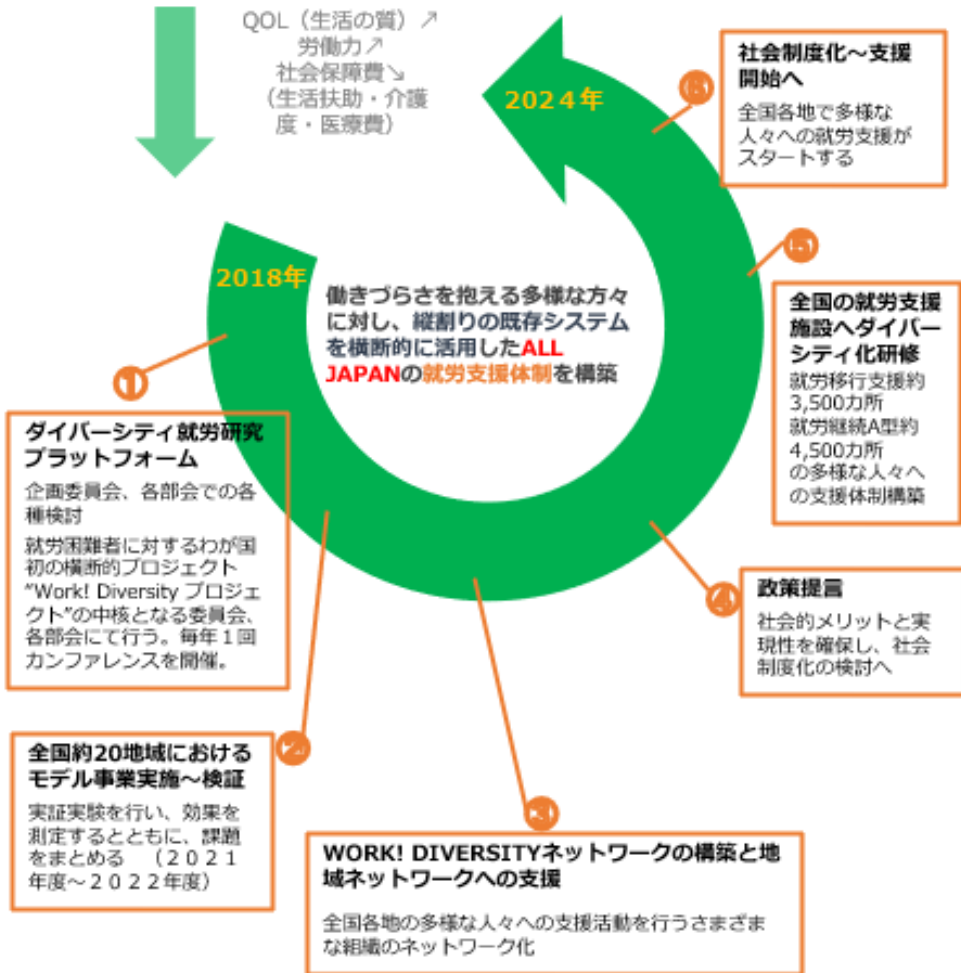 QOL（生活の質）↗
労働力↗
社会保障費↘
（生活扶助・介護
度・医療費）
2024年
⑥
社会制度化～支援
開始へ
全国各地で多様な
人々への就労支援が
スタートする
2018年
働きづらさを抱える多様な方々
に対し、縦割りの既存システム
を横断的に活用したALL
JAPANの就労支援体制を構築
⑤
全国の就労支援
施設へダイバー
シティ化研修
就労移行支援約
3,500カ所
就労継続A型約
4,500カ所
の多様な人々へ
の支援体制構築
①
ダイバーシティ就労研究
プラットフォーム
企画委員会、各部会での各
種検討
就労困難者に対するわが国
初の横断的プロジェクト
“Work! Diversity プロジェ
クト”の中核となる委員会、
各部会にて行う。毎年１回
カンファレンスを開催。
④
政策提言
社会的メリットと実
現性を確保し、社会
制度化の検討へ
②
全国約20地域における
モデル事業実施～検証
実証実験を行い、効果を
測定するとともに、課題
をまとめる　（２０２１
年度～２０２２年度）
③
WORK! DIVERSITYネットワークの構築と地
域ネットワークへの支援
全国各地の多様な人々への支援活動を行うさまざま
な組織のネットワーク化